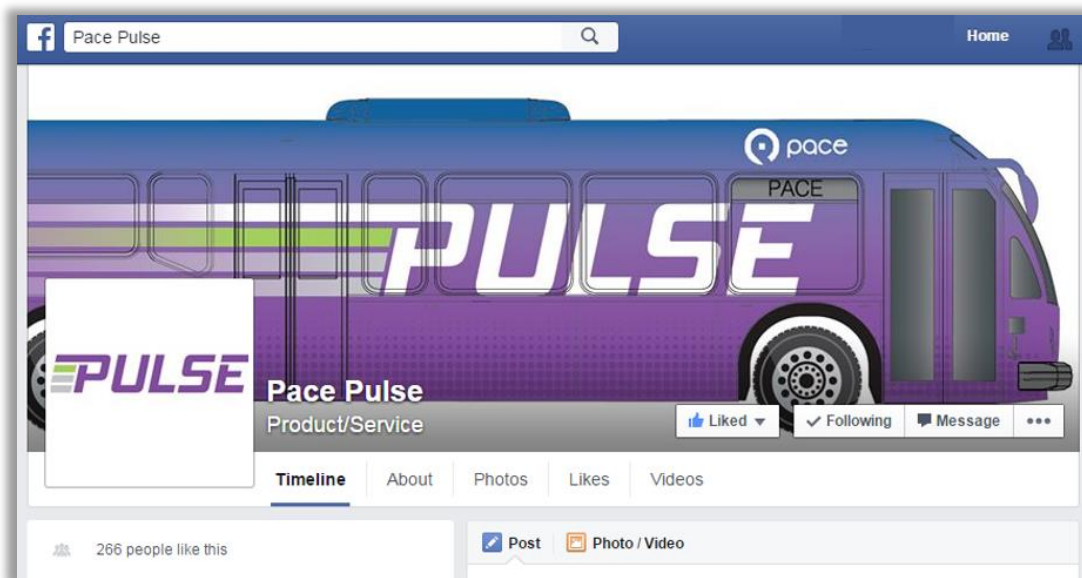 f Pace Pulse Home
pace
PACE
PULSE
PULSE
Pace Pulse
Product/Service
Liked Following Message •••
Timeline About Photos Likes Videos
266 people like this
Post Photo / Video